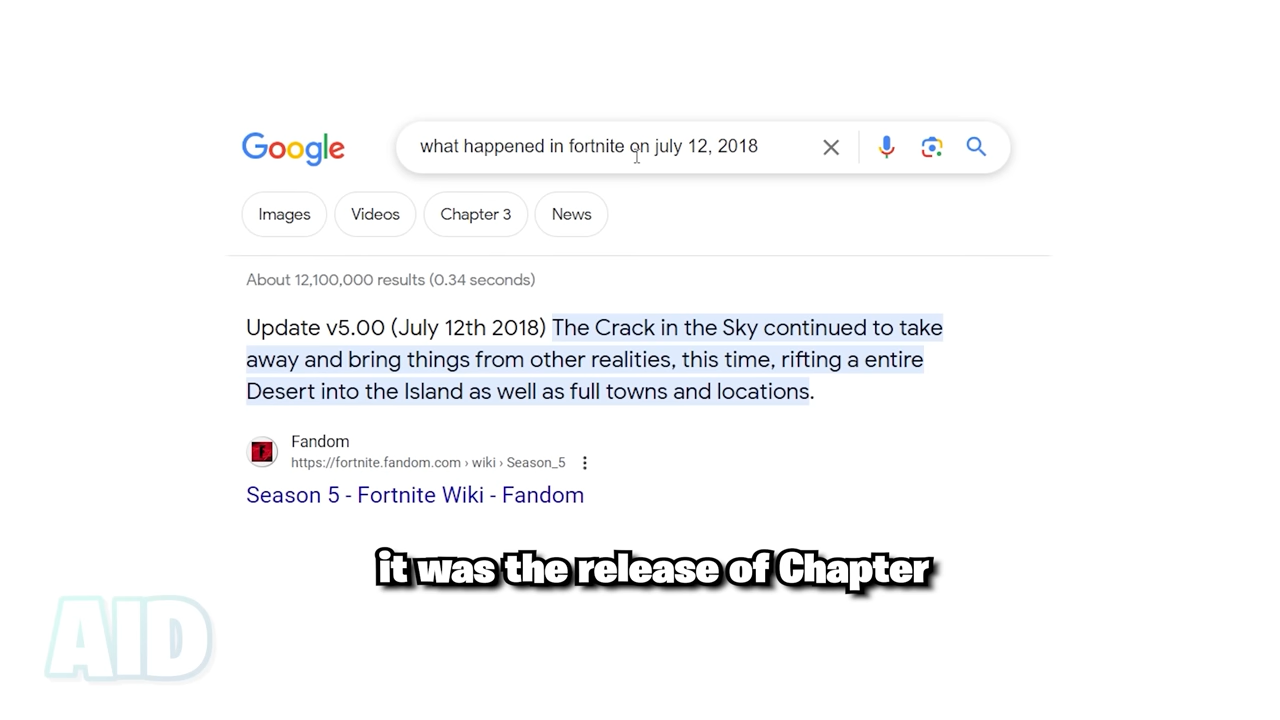 Google
what happened in fortnite on july 12, 2018
Images
Videos
Chapter 3
News
About 12,100,000 results (0.34 seconds)
Update v5.00 (July 12th 2018) The Crack in the Sky continued to take
away and bring things from other realities, this time, rifting a entire
Desert into the Island as well as full towns and locations.
Fandom
https://fortnite.fandom.com › wiki › Season_5
Season 5 - Fortnite Wiki - Fandom
it was the release of Chapter
AID